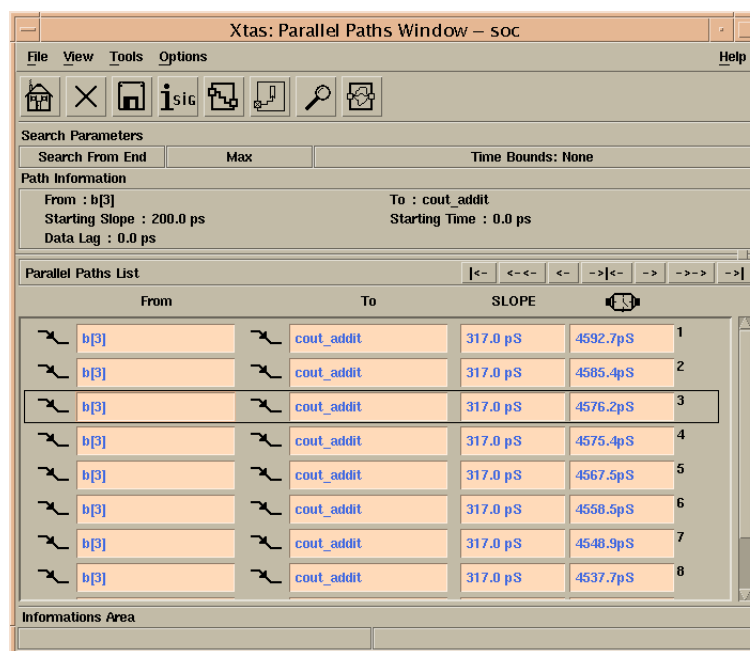 Xtas: Parallel Paths Window – soc
File View Tools Options Help
isIG
Search Parameters
Search From End Max Time Bounds: None
Path Information
From : b[3] To : cout_addit
Starting Slope : 200.0 ps Starting Time : 0.0 ps
Data Lag : 0.0 ps
Parallel Paths List |<- <-<- <- ->|<- -> ->-> ->|
From To SLOPE
b[3] cout_addit 317.0 pS 4592.7pS 1
b[3] cout_addit 317.0 pS 4585.4pS 2
b[3] cout_addit 317.0 pS 4576.2pS 3
b[3] cout_addit 317.0 pS 4575.4pS 4
b[3] cout_addit 317.0 pS 4567.5pS 5
b[3] cout_addit 317.0 pS 4558.5pS 6
b[3] cout_addit 317.0 pS 4548.9pS 7
b[3] cout_addit 317.0 pS 4537.7pS 8
Informations Area